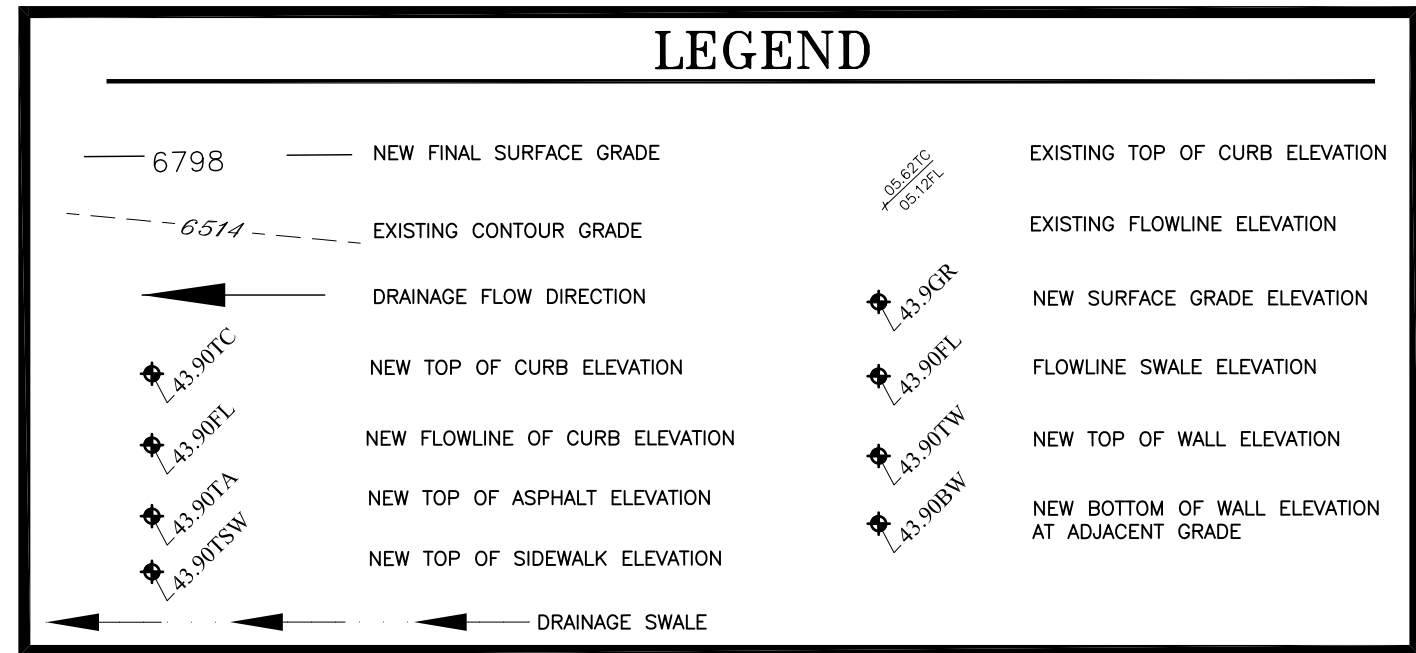 LEGEND
6798
NEW FINAL SURFACE GRADE
6514
EXISTING CONTOUR GRADE
DRAINAGE FLOW DIRECTION
43.90TC
NEW TOP OF CURB ELEVATION
43.90FL
NEW FLOWLINE OF CURB ELEVATION
43.90TA
NEW TOP OF ASPHALT ELEVATION
43.90TSW
NEW TOP OF SIDEWALK ELEVATION
DRAINAGE SWALE
05.62TC
05.12FL
EXISTING TOP OF CURB ELEVATION
EXISTING FLOWLINE ELEVATION
43.9GR
NEW SURFACE GRADE ELEVATION
43.90FL
FLOWLINE SWALE ELEVATION
43.90TW
NEW TOP OF WALL ELEVATION
43.90BW
NEW BOTTOM OF WALL ELEVATION
AT ADJACENT GRADE